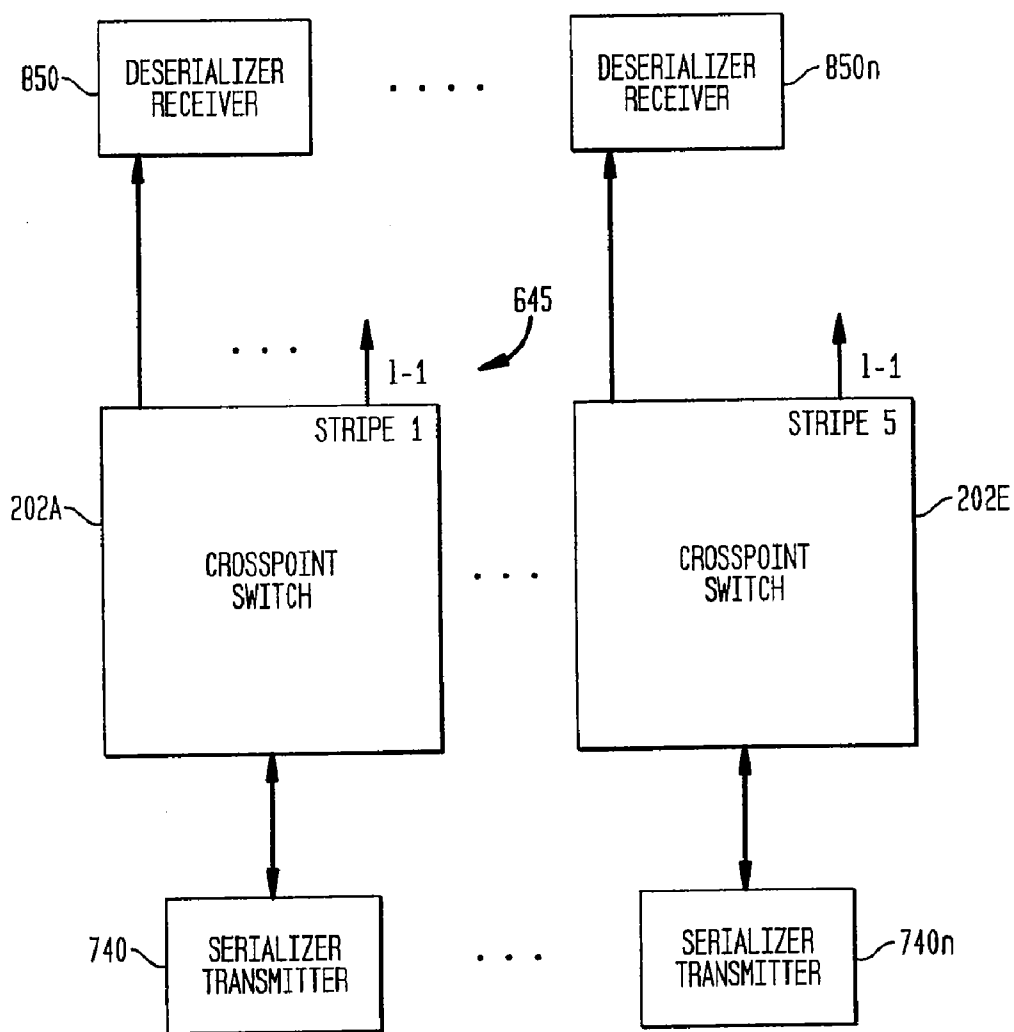 850
DESERIALIZER
RECEIVER
. . . .
DESERIALIZER
RECEIVER
850n
645
. . .
1-1
1-1
STRIPE 1
STRIPE 5
202A
CROSSPOINT
SWITCH
. . .
CROSSPOINT
SWITCH
202E
740
SERIALIZER
TRANSMITTER
. . .
SERIALIZER
TRANSMITTER
740n